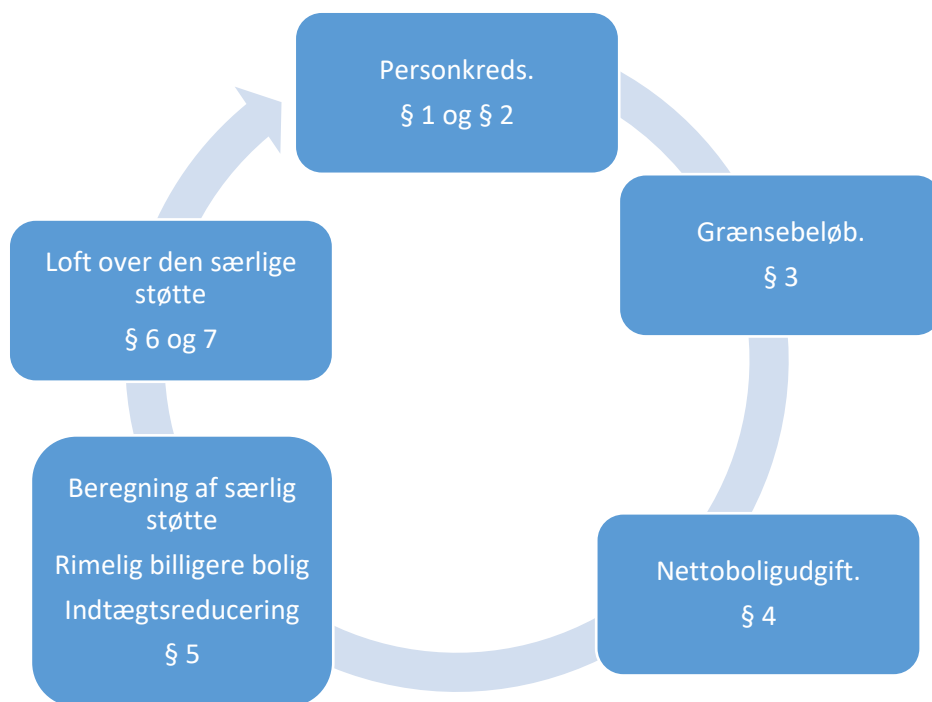 Personkreds.
§ 1 og § 2
Grænsebeløb.
§ 3
Nettoboligudgift.
§ 4
Beregning af særlig
støtte
Rimelig billigere bolig
Indtægtsreducering
§ 5
Loft over den særlige
støtte
§ 6 og 7